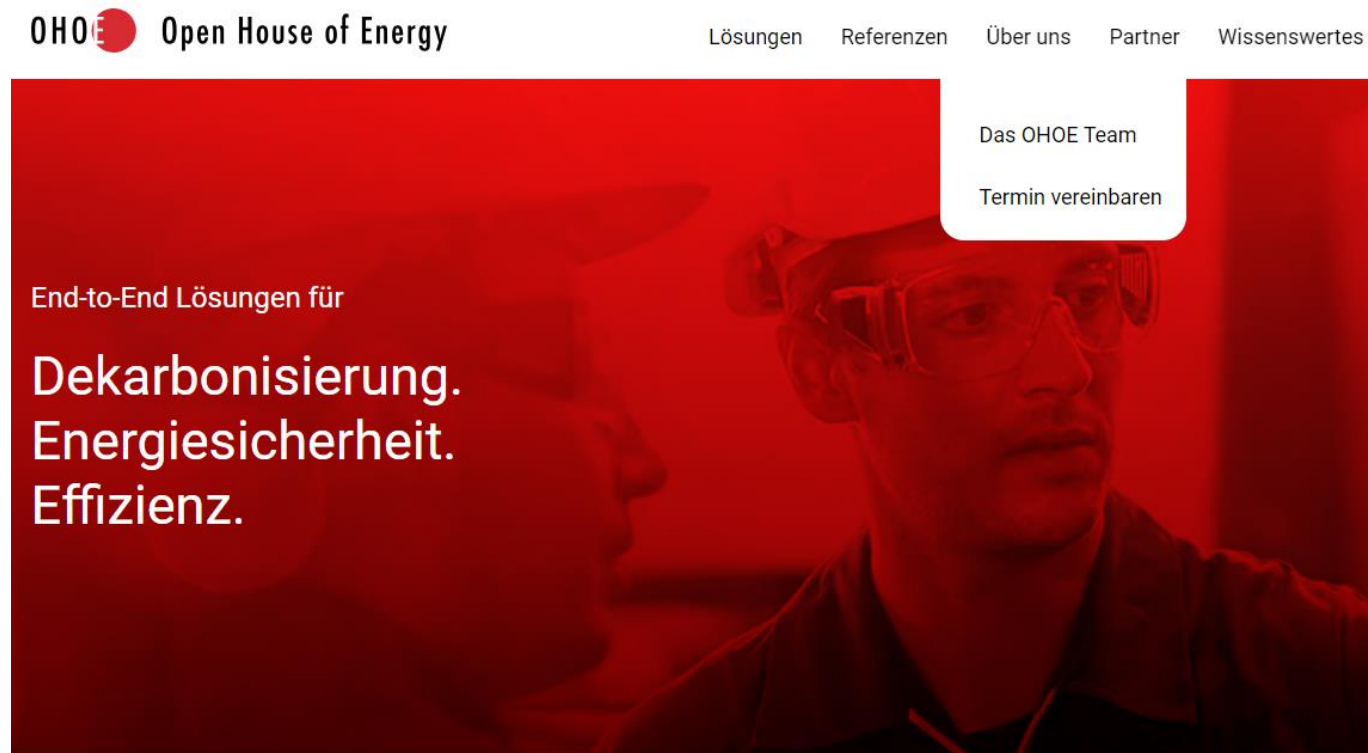 OHOE Open House of Energy
Lösungen Referenzen Über uns Partner Wissenswertes
Das OHOE Team
Termin vereinbaren
End-to-End Lösungen für
Dekarbonisierung.
Energiesicherheit.
Effizienz.